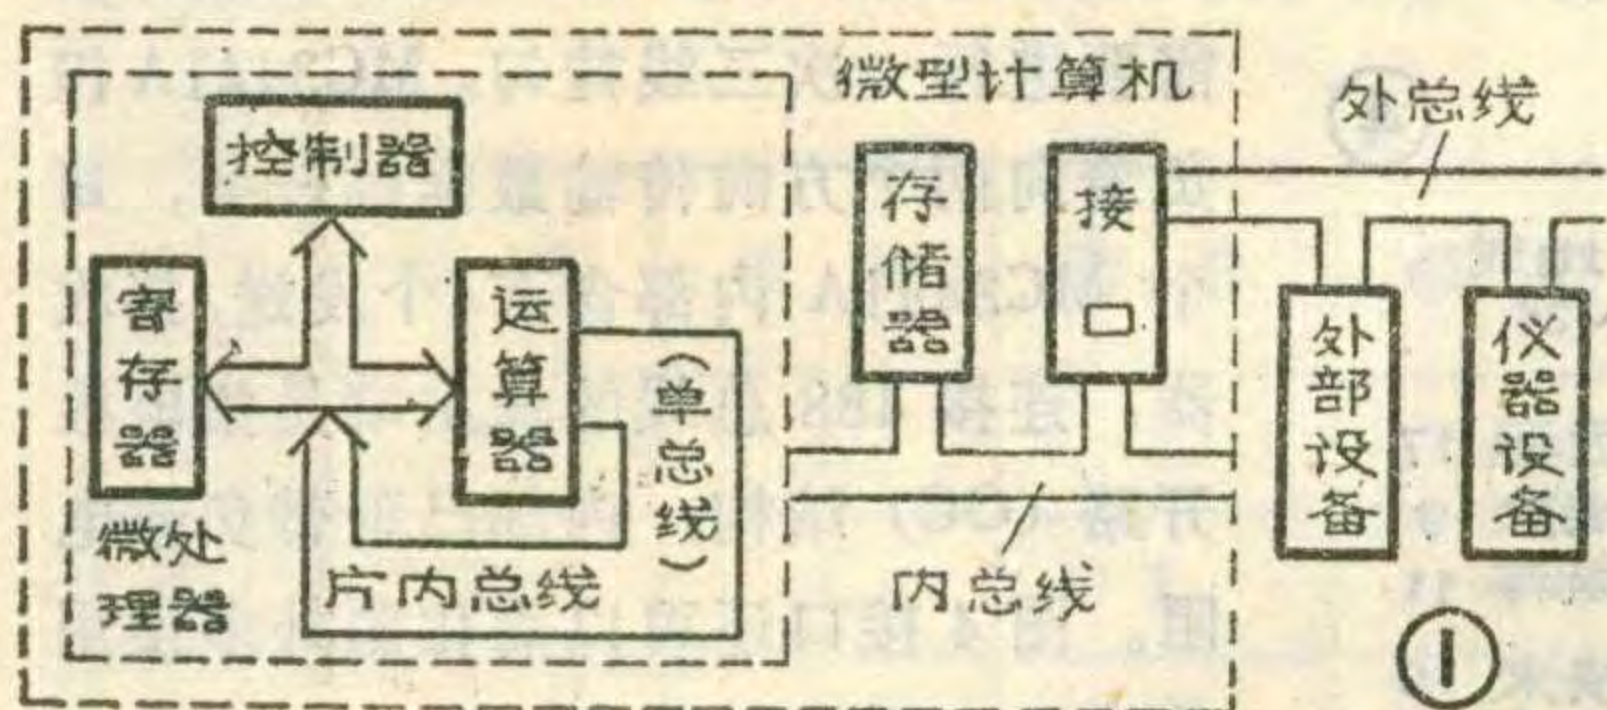 微型计算机
外总线
控制器
存储器
接口
寄存器
运算器
(单总线)
外部设备
仪器设备
微处
理器
片内总线
内总线
①